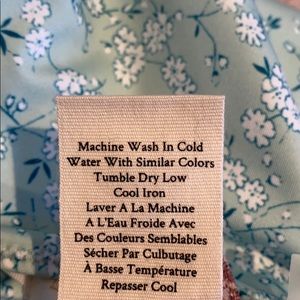 Machine Wash In Cold
Water With Similar Colors
Tumble Dry Low
Cool Iron
Laver A La Machine
A L'Eau Froide Avec
Des Couleurs Semblables
Sécher Par Culbutage
À Basse Température
Repasser Cool